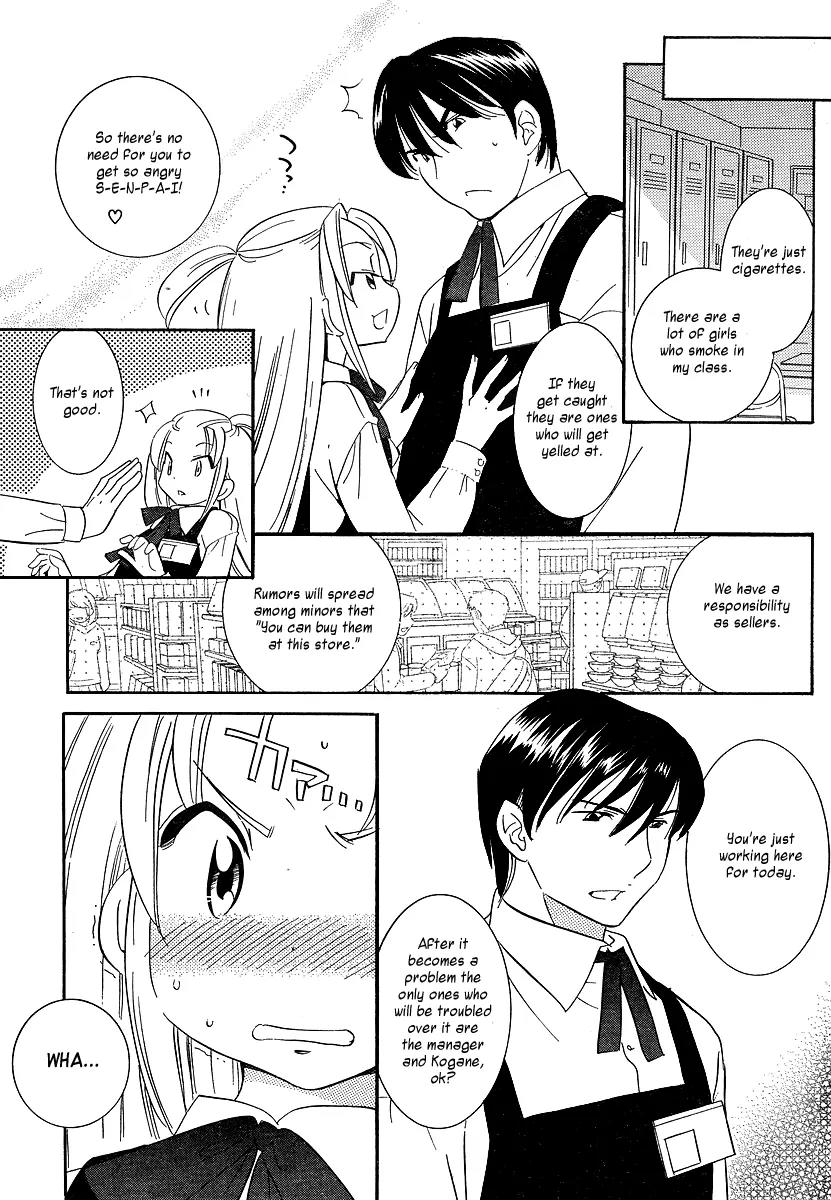 They're just
cigarettes.
There are a
lot of girls
who smoke in
my class.
If they
get caught
they are ones
who will get
yelled at.
So there's no
need for you to
get so angry
S-E-N-P-A-I!
♡
That's not
good.
We have a
responsibility
as sellers.
Rumors will spread
among minors that
"You can buy them
at this store."
You're just
working here
for today.
After it
becomes a
problem the
only ones who
will be troubled
over it are
the manager
and Kogane,
ok?
カァ…
WHA...